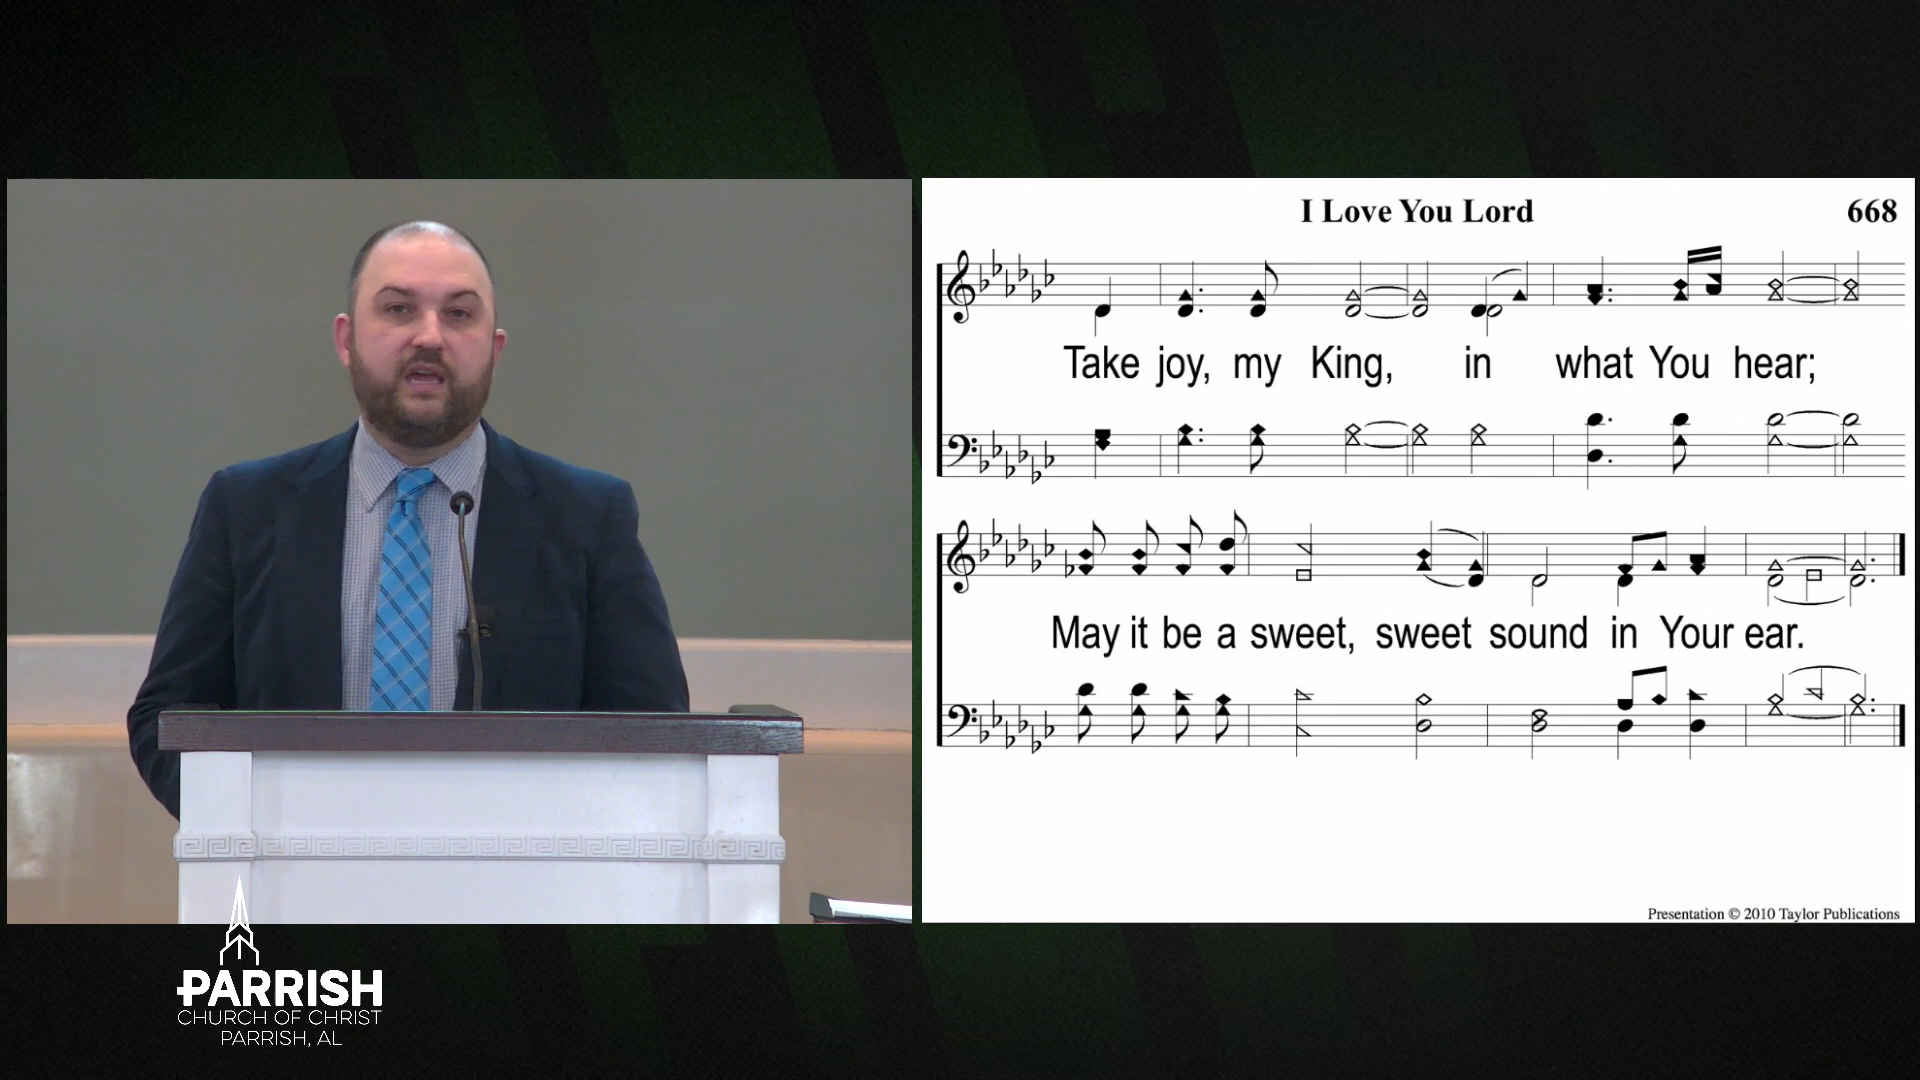 I Love You Lord 668
Take joy, my King, in what You hear;
May it be a sweet, sweet sound in Your ear.
Presentation © 2010 Taylor Publications
PARRISH
CHURCH OF CHRIST
PARRISH, AL